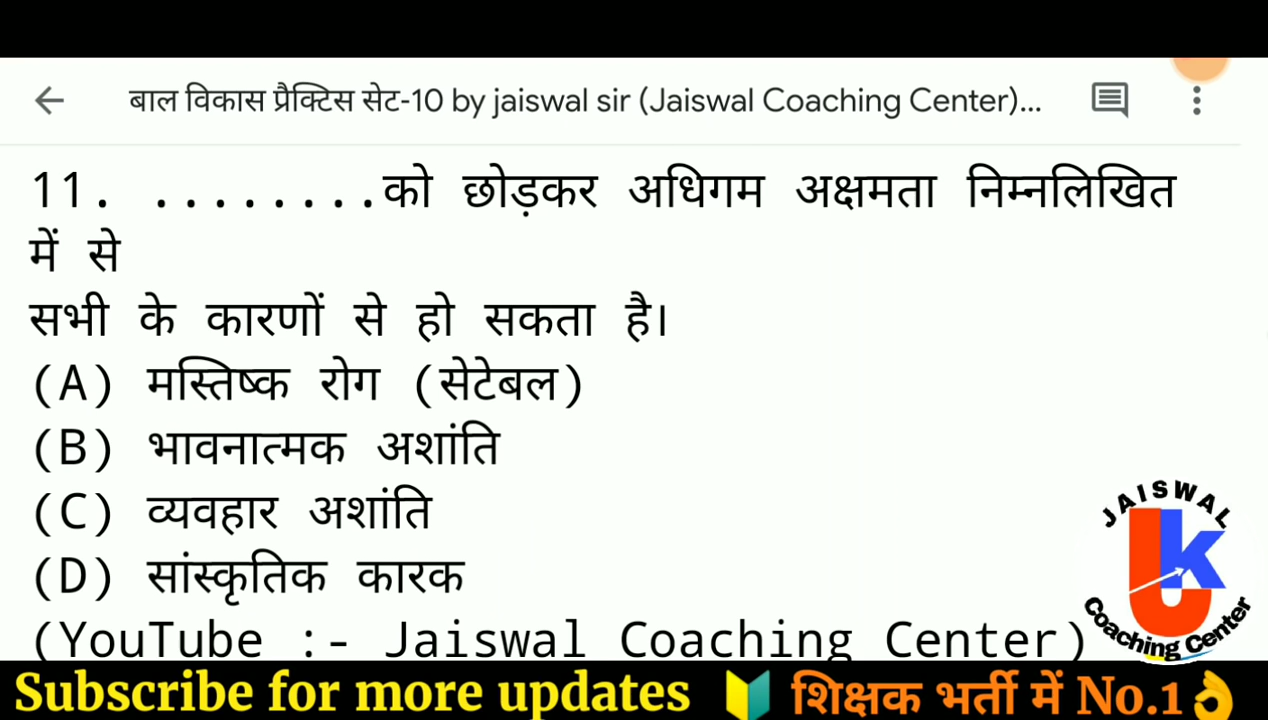 बाल विकास प्रैक्टिस सेट-10 by jaiswal sir (Jaiswal Coaching Center)...
11. ........को छोड़कर अधिगम अक्षमता निम्नलिखित
में से
सभी के कारणों से हो सकता है।
(A) मस्तिष्क रोग (सेटेबल)
(B) भावनात्मक अशांति
(C) व्यवहार अशांति
(D) सांस्कृतिक कारक
(YouTube :- Jaiswal Coaching Center)
JAISWAL
JK
Coaching Center
Subscribe for more updates 🔰 शिक्षक भर्ती में No.1👌